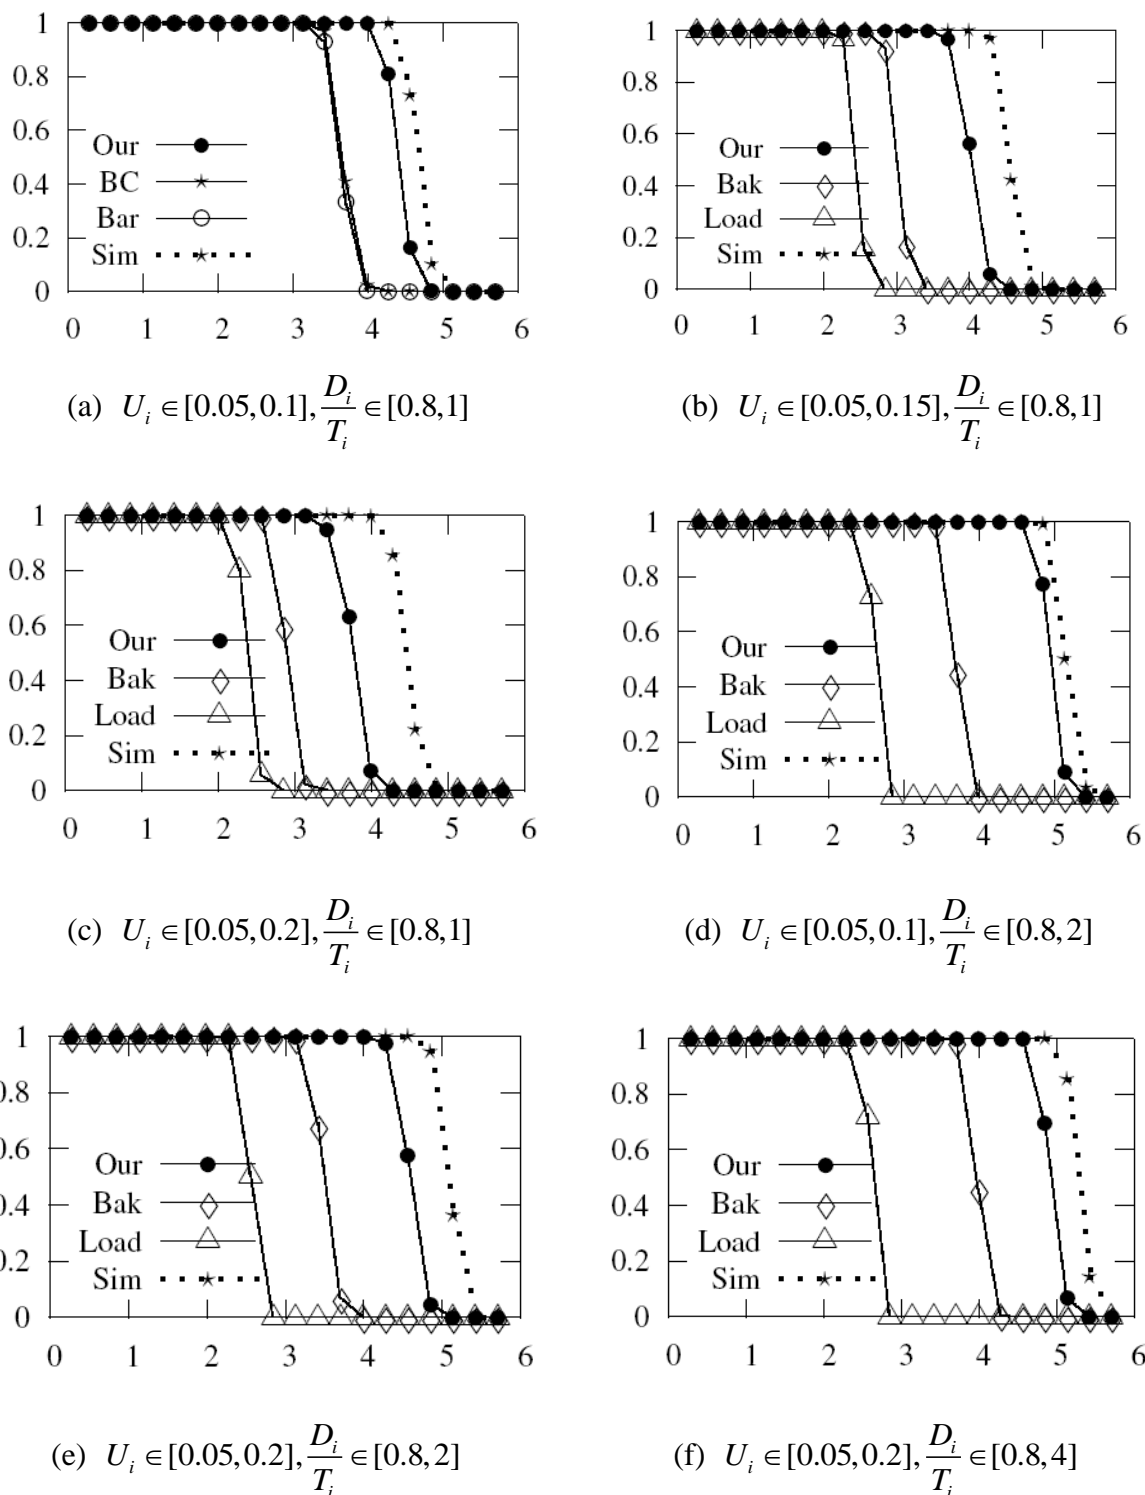 1
0.8
0.6
0.4
0.2
0
Our
BC
Bar
Sim
0 1 2 3 4 5 6
(a) U_i ∈[0.05,0.1], D_i/T_i ∈[0.8,1]
1
0.8
0.6
0.4
0.2
0
Our
Bak
Load
Sim
0 1 2 3 4 5 6
(b) U_i ∈[0.05,0.15], D_i/T_i ∈[0.8,1]
1
0.8
0.6
0.4
0.2
0
Our
Bak
Load
Sim
0 1 2 3 4 5 6
(c) U_i ∈[0.05,0.2], D_i/T_i ∈[0.8,1]
1
0.8
0.6
0.4
0.2
0
Our
Bak
Load
Sim
0 1 2 3 4 5 6
(d) U_i ∈[0.05,0.1], D_i/T_i ∈[0.8,2]
1
0.8
0.6
0.4
0.2
0
Our
Bak
Load
Sim
0 1 2 3 4 5 6
(e) U_i ∈[0.05,0.2], D_i/T_i ∈[0.8,2]
1
0.8
0.6
0.4
0.2
0
Our
Bak
Load
Sim
0 1 2 3 4 5 6
(f) U_i ∈[0.05,0.2], D_i/T_i ∈[0.8,4]